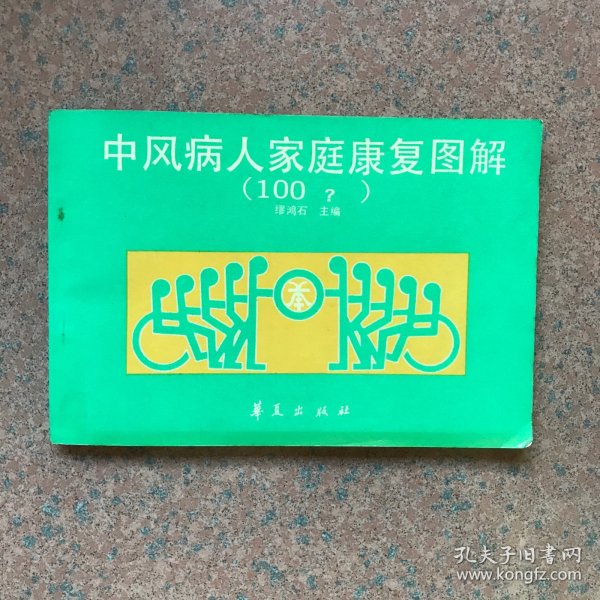 中风病人家庭康复图解
（100 ? ）
缪鸿石 主编
华夏出版社
孔夫子旧书网
www.kongfz.com